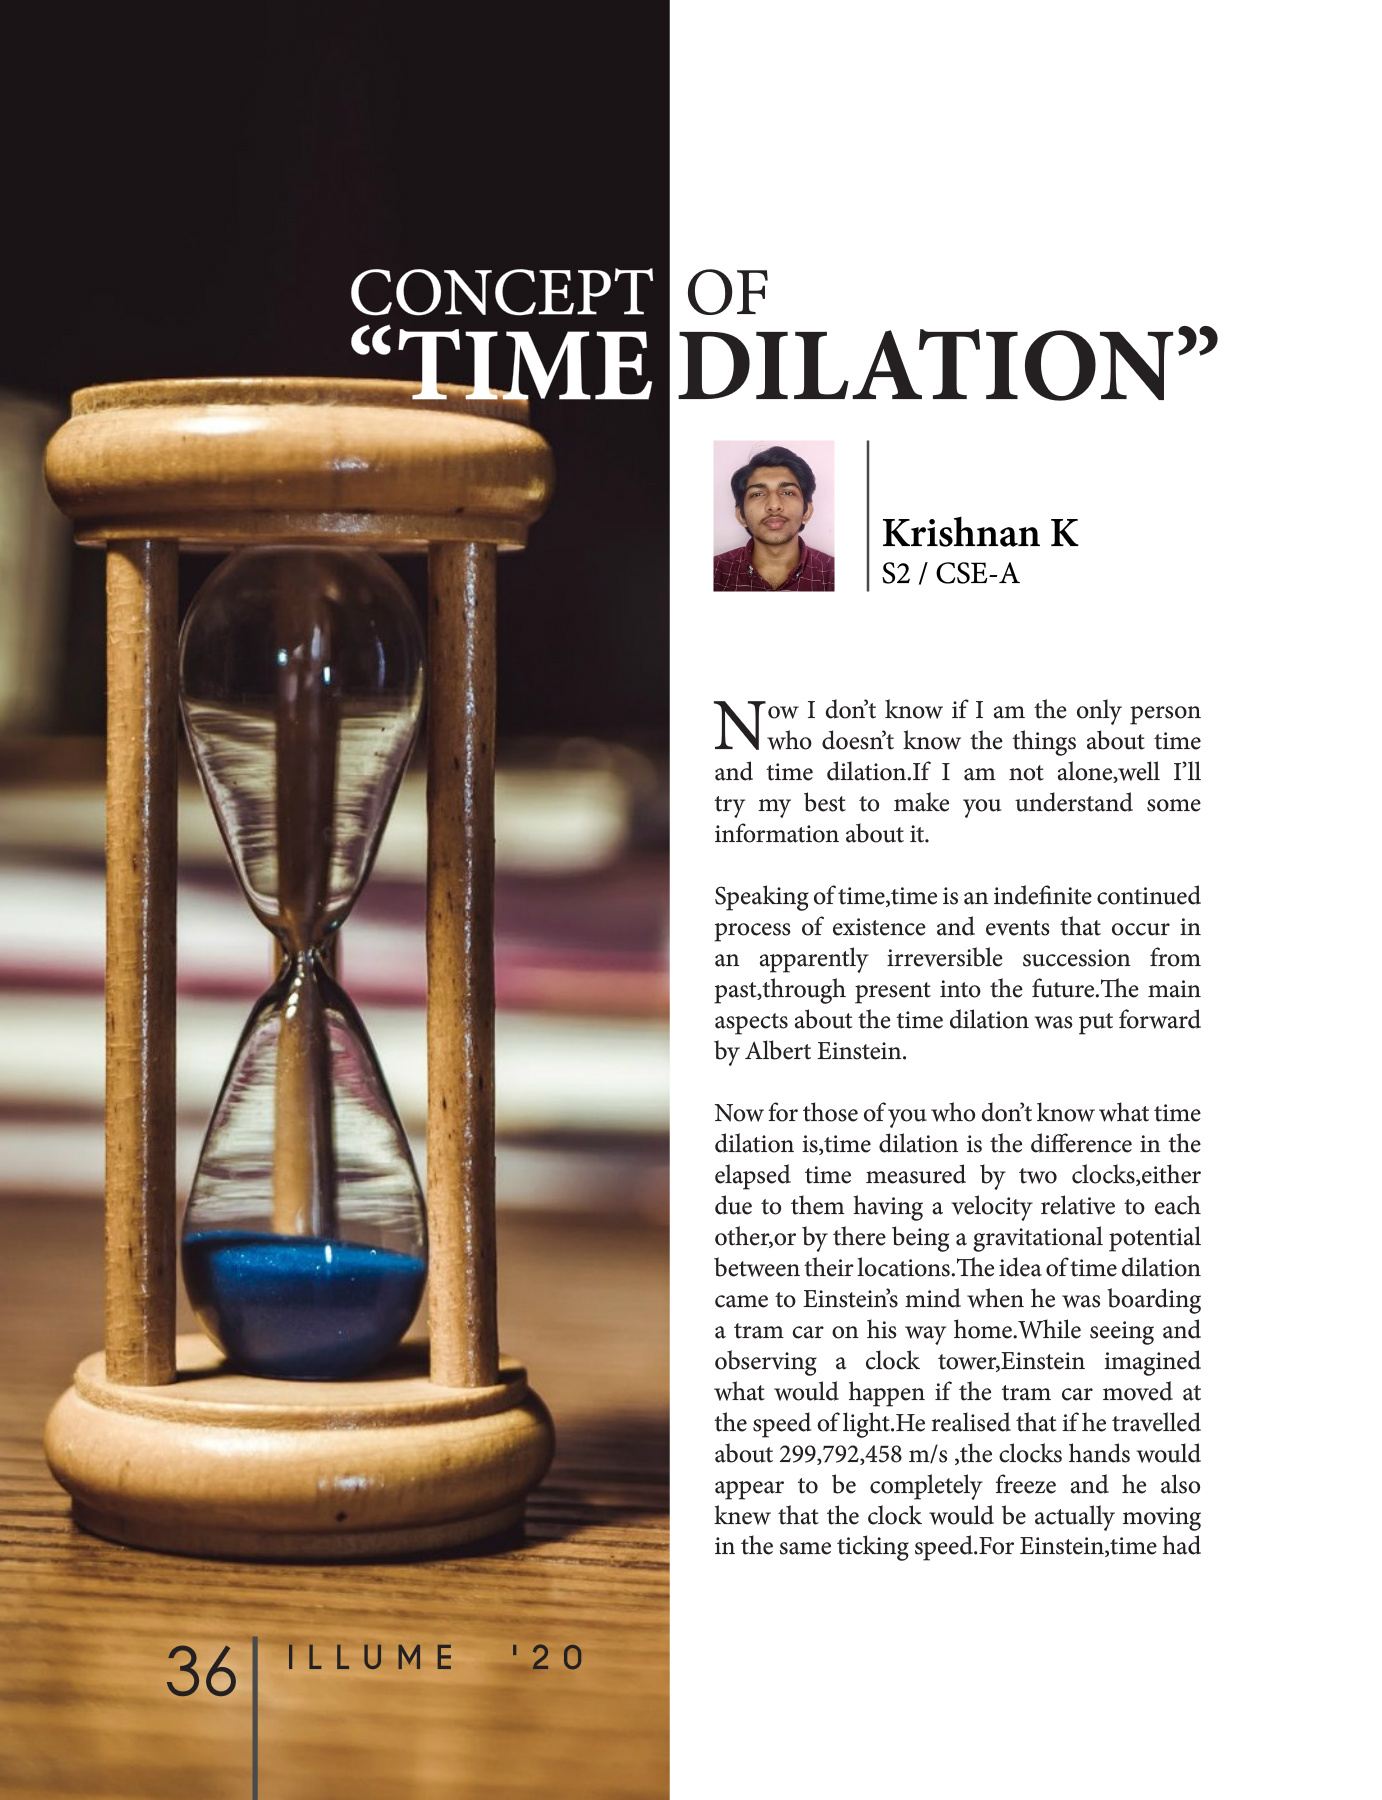 CONCEPT OF
“TIME DILATION”
Krishnan K
S2 / CSE-A
Now I don’t know if I am the only person
who doesn’t know the things about time
and time dilation.If I am not alone,well I’ll
try my best to make you understand some
information about it.
Speaking of time,time is an indefinite continued
process of existence and events that occur in
an apparently irreversible succession from
past,through present into the future.The main
aspects about the time dilation was put forward
by Albert Einstein.
Now for those of you who don’t know what time
dilation is,time dilation is the difference in the
elapsed time measured by two clocks,either
due to them having a velocity relative to each
other,or by there being a gravitational potential
between their locations.The idea of time dilation
came to Einstein’s mind when he was boarding
a tram car on his way home.While seeing and
observing a clock tower,Einstein imagined
what would happen if the tram car moved at
the speed of light.He realised that if he travelled
about 299,792,458 m/s ,the clocks hands would
appear to be completely freeze and he also
knew that the clock would be actually moving
in the same ticking speed.For Einstein,time had
36 ILLUME '20